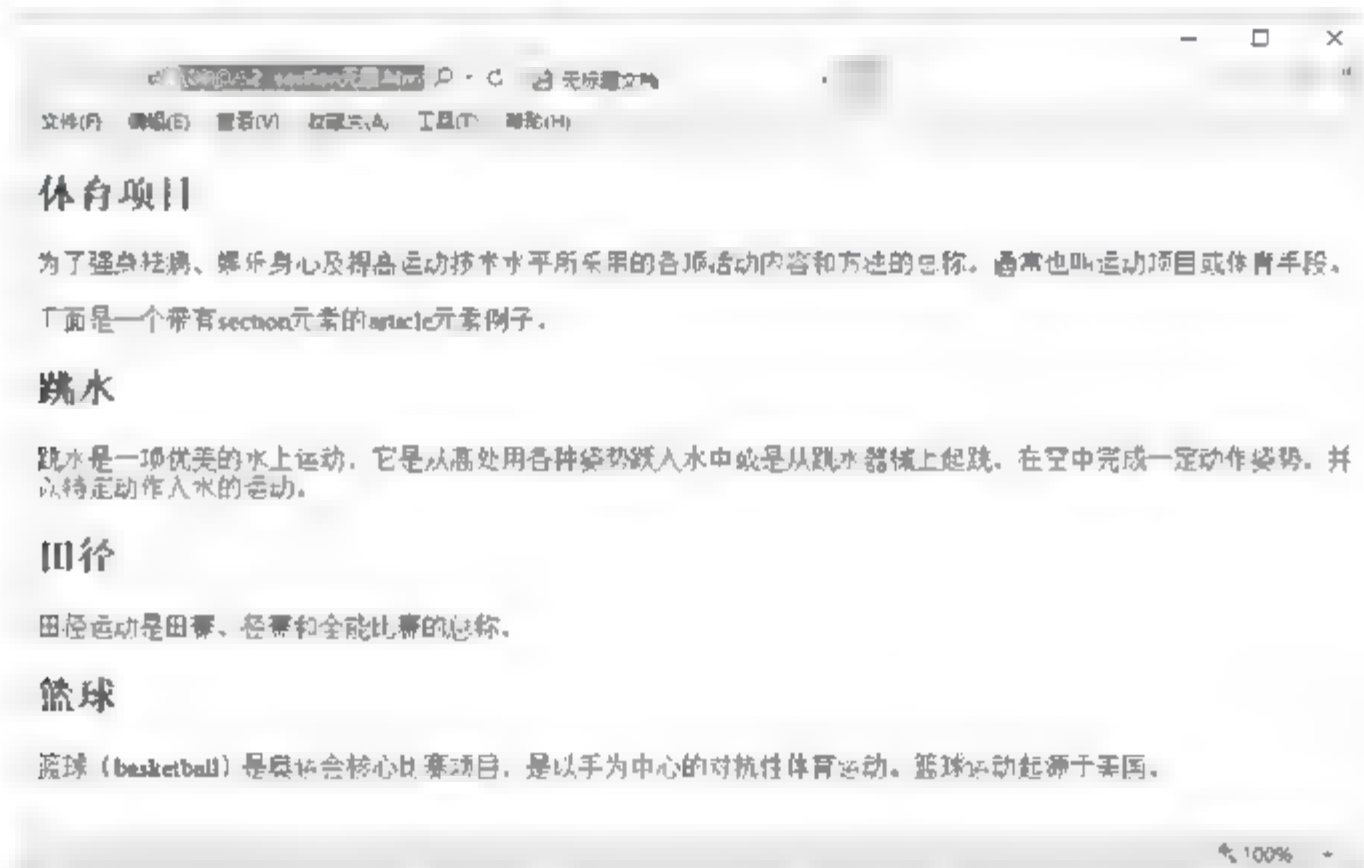 无标题文档
文件(F) 编辑(E) 查看(V) 收藏夹(A) 工具(T) 帮助(H)
体育项目
为了强身祛病、娱乐身心及提高运动技术水平所采用的各项活动内容和方法的总称。通常也叫运动项目或体育手段。
下面是一个带有section元素的article元素例子。
跳水
跳水是一项优美的水上运动，它是从高处用各种姿势跃入水中或是从跳水器械上起跳，在空中完成一定动作姿势，并
以特定动作入水的运动。
田径
田径运动是田赛、径赛和全能比赛的总称。
篮球
篮球（basketball）是奥运会核心比赛项目，是以手为中心的对抗性体育运动。篮球运动起源于美国。
100%